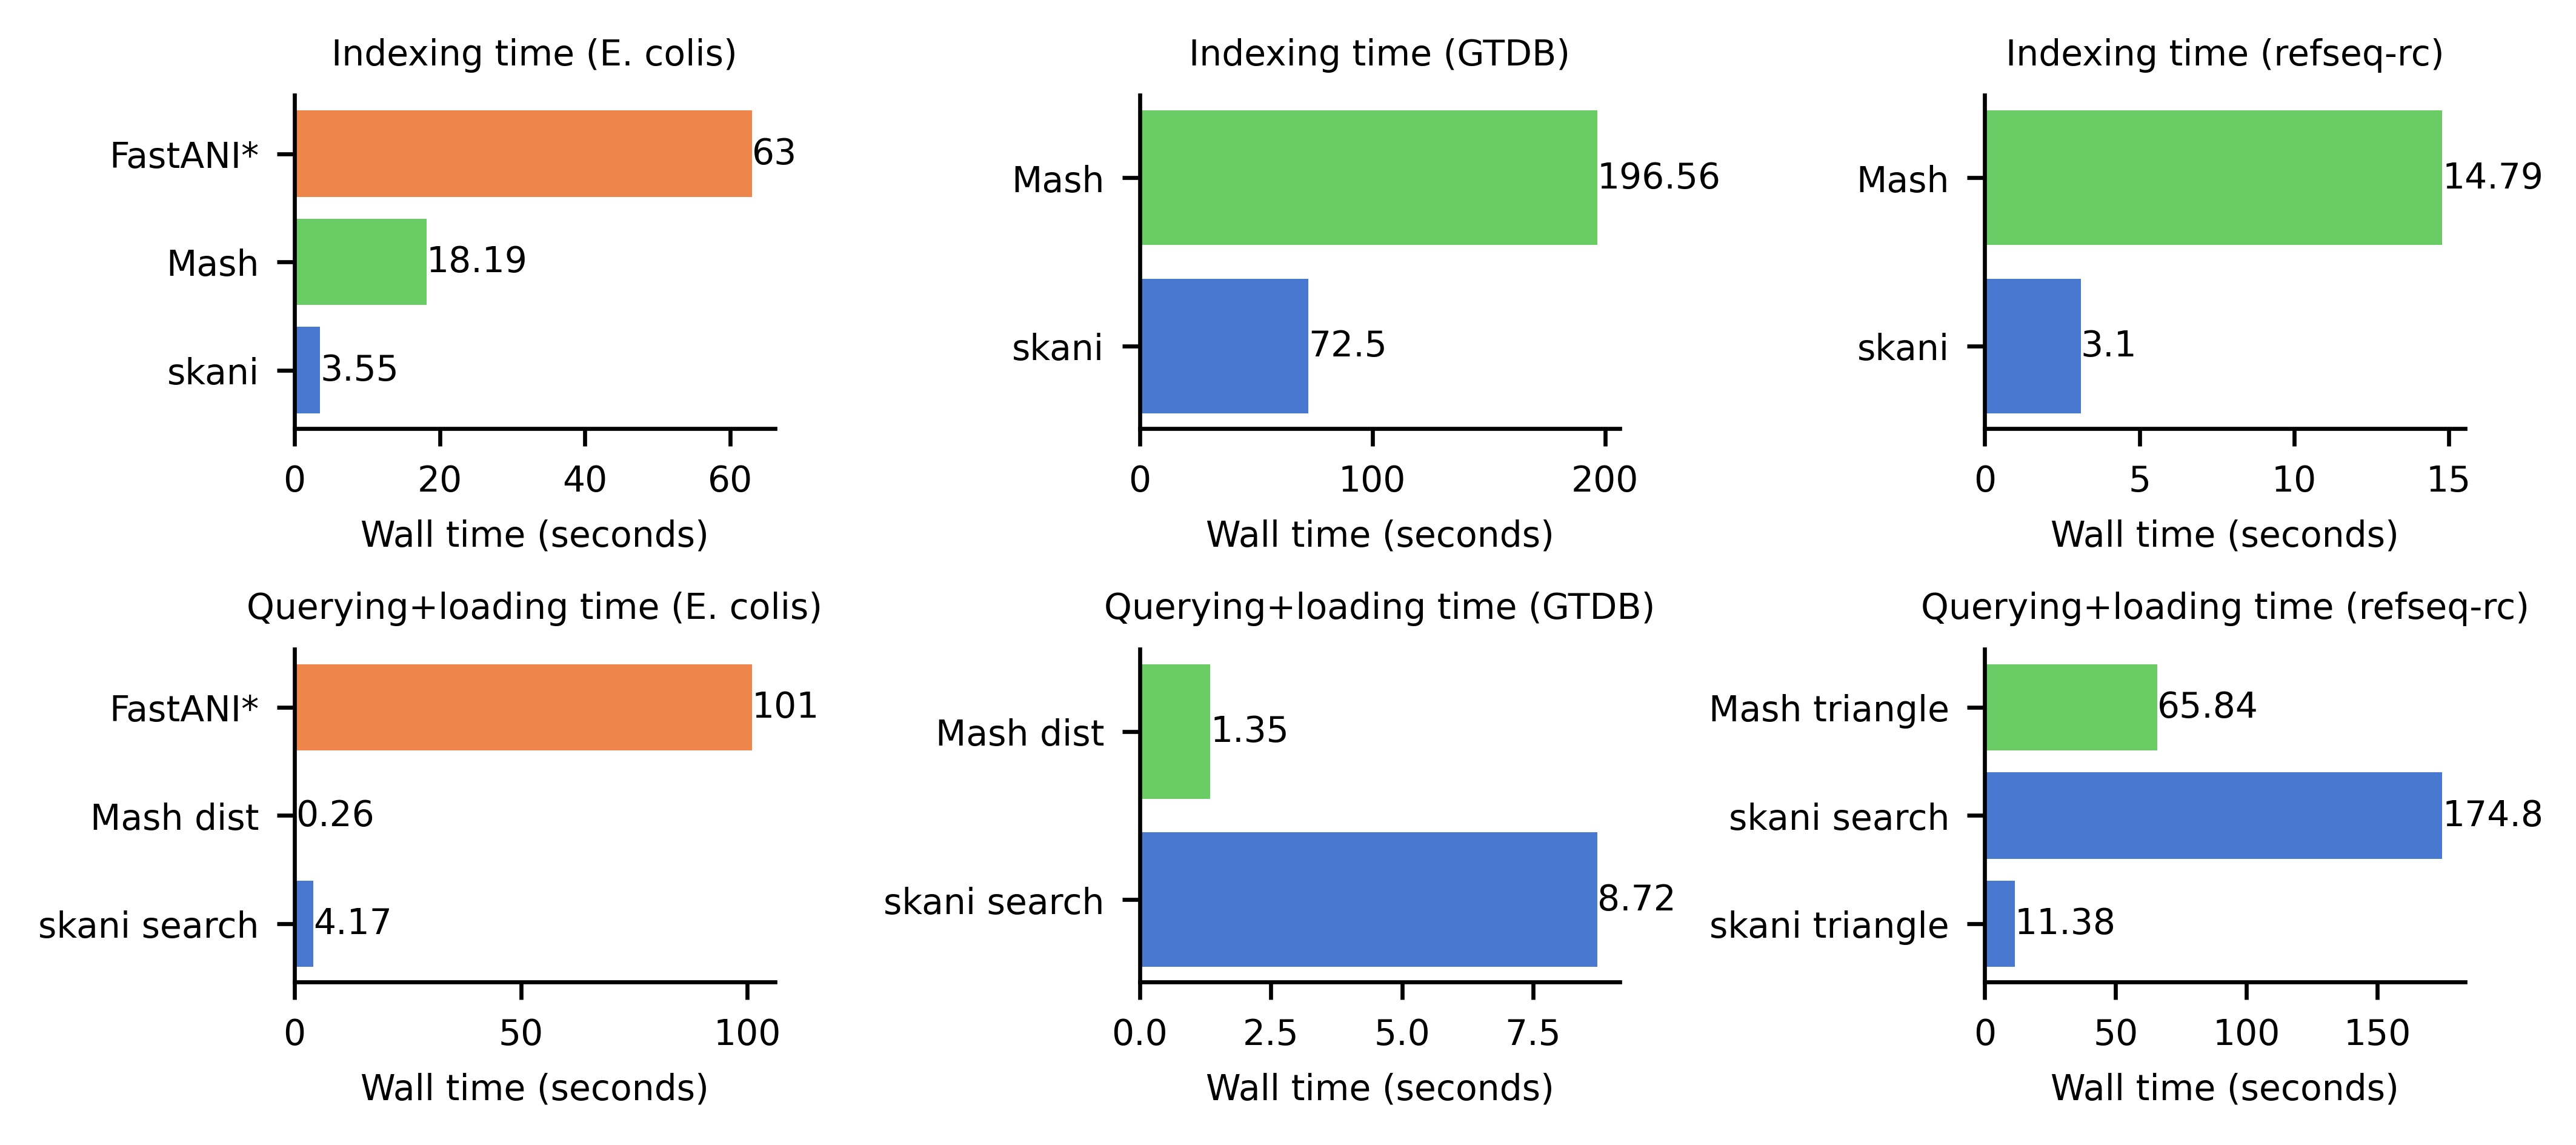 Indexing time (E. colis)
FastANI*
63
Mash
18.19
skani
3.55
0 20 40 60
Wall time (seconds)
Indexing time (GTDB)
Mash
196.56
skani
72.5
0 100 200
Wall time (seconds)
Indexing time (refseq-rc)
Mash
14.79
skani
3.1
0 5 10 15
Wall time (seconds)
Querying+loading time (E. colis)
FastANI*
101
Mash dist
0.26
skani search
4.17
0 50 100
Wall time (seconds)
Querying+loading time (GTDB)
Mash dist
1.35
skani search
8.72
0.0 2.5 5.0 7.5
Wall time (seconds)
Querying+loading time (refseq-rc)
Mash triangle
65.84
skani search
174.8
skani triangle
11.38
0 50 100 150
Wall time (seconds)